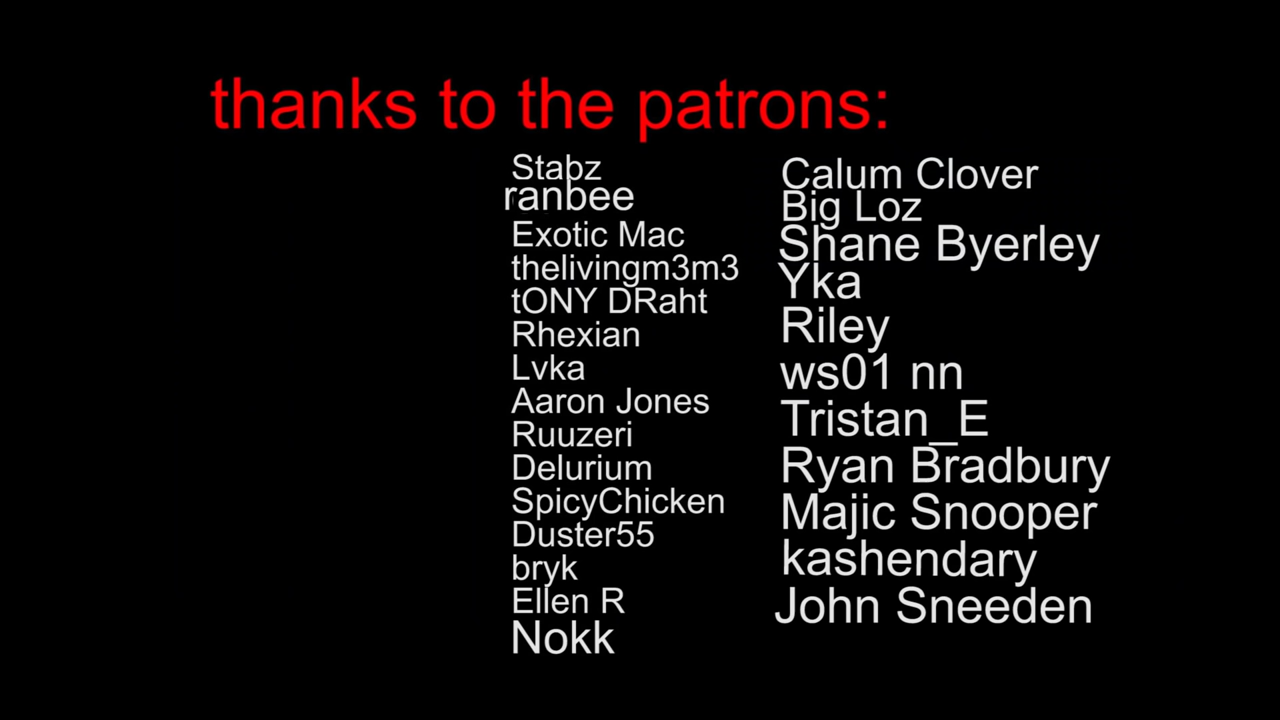 thanks to the patrons:
Stabz
ranbee
Exotic Mac
thelivingm3m3
tONY DRaht
Rhexian
Lvka
Aaron Jones
Ruuzeri
Delurium
SpicyChicken
Duster55
bryk
Ellen R
Nokk
Calum Clover
Big Loz
Shane Byerley
Yka
Riley
ws01 nn
Tristan_E
Ryan Bradbury
Majic Snooper
kashendary
John Sneeden